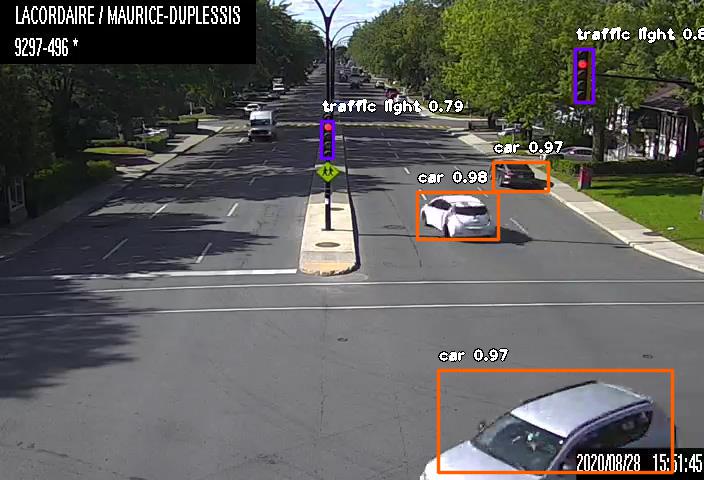 LACORDAIRE / MAURICE-DUPLESSIS
9297-496 *
traffic light 0.8
traffic light 0.79
car 0.97
car 0.98
car 0.97
2020/08/28 15:51:45